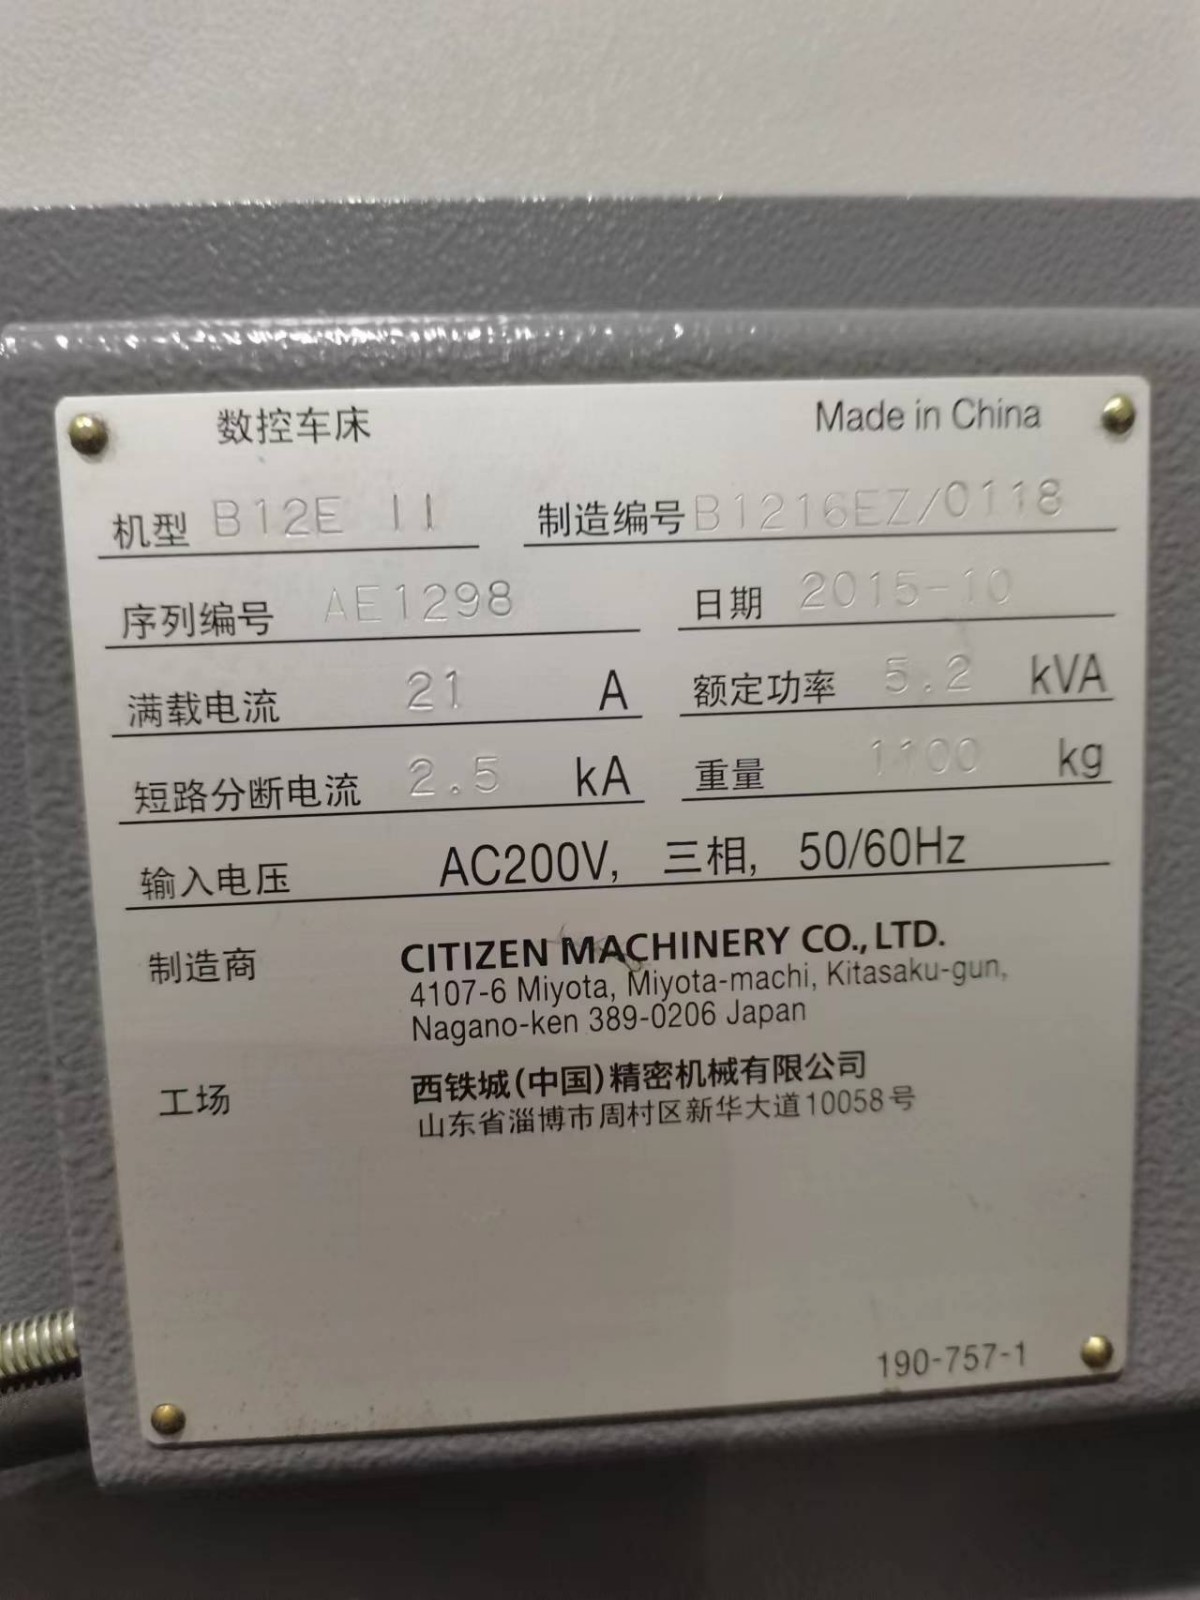 数控车床 Made in China
机型 B12E II 制造编号 B1216EZ/0118
序列编号 AE1298 日期 2015-10
满载电流 21 A 额定功率 5.2 kVA
短路分断电流 2.5 kA 重量 1100 kg
输入电压 AC200V, 三相, 50/60Hz
制造商 CITIZEN MACHINERY CO., LTD.
4107-6 Miyota, Miyota-machi, Kitasaku-gun,
Nagano-ken 389-0206 Japan
工场 西铁城(中国)精密机械有限公司
山东省淄博市周村区新华大道10058号
190-757-1